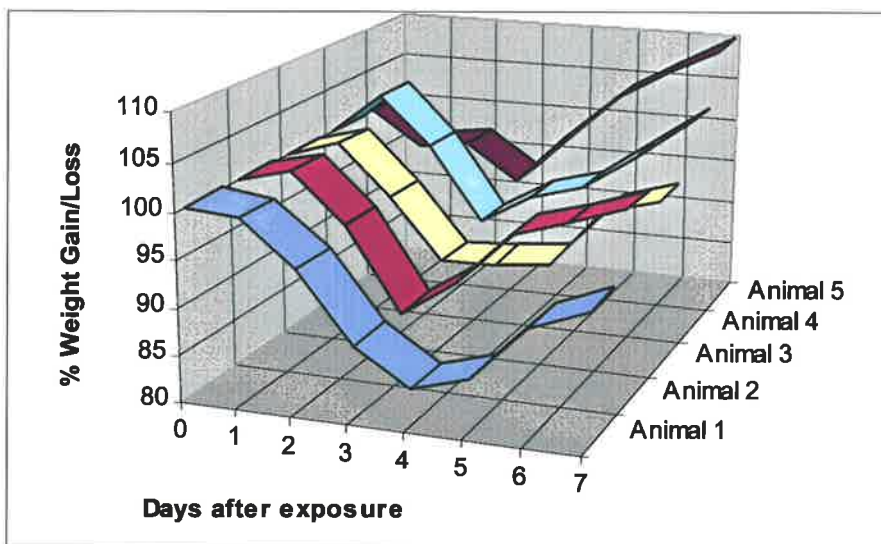 110
105
100
95
90
85
80
% Weight Gain/Loss
0
1
2
3
4
5
6
7
Days after exposure
Animal 5
Animal 4
Animal 3
Animal 2
Animal 1